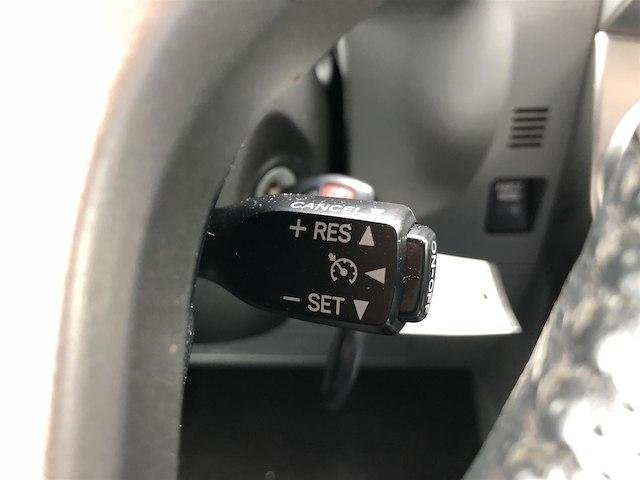 CANCEL
+ RES ▲
◀
− SET ▼
ON·OFF